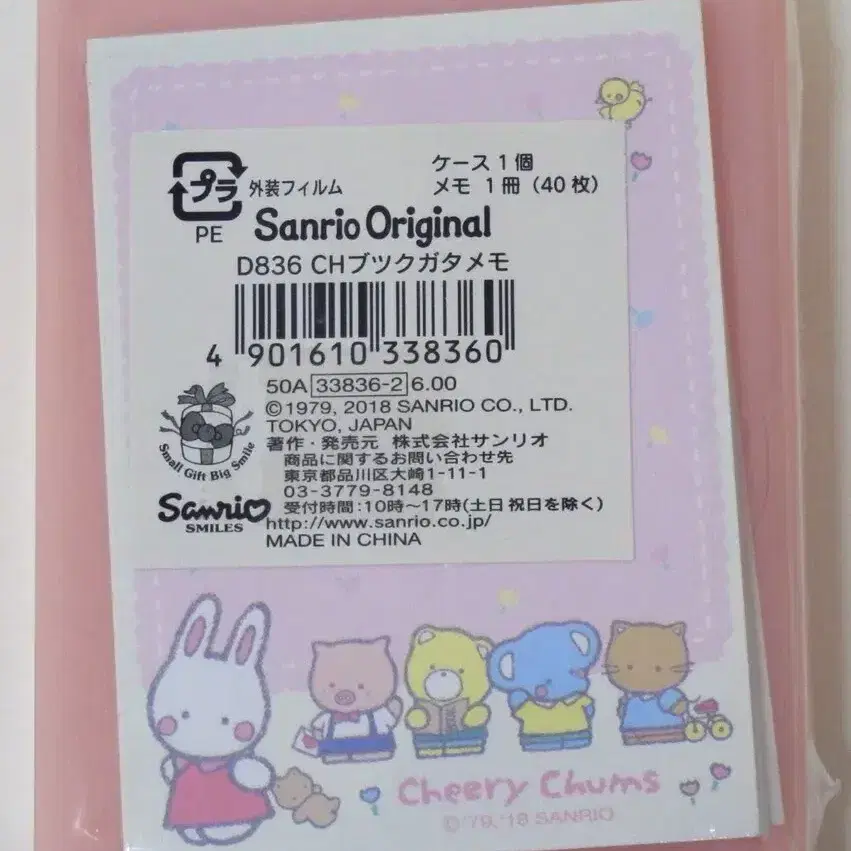 プラ
PE
外装フィルム
ケース1個
メモ 1冊（40枚）
Sanrio Original
D836 CHブツクガタメモ
4 901610 338360
50A 33836-2 6.00
©1979, 2018 SANRIO CO., LTD.
TOKYO, JAPAN
著作・発売元 株式会社サンリオ
商品に関するお問い合わせ先
東京都品川区大崎1-11-1
03-3779-8148
受付時間：10時〜17時(土日祝日を除く)
http://www.sanrio.co.jp/
MADE IN CHINA
Small Gift Big Smile
Sanrio
SMILES
Cheery Chums
©'79,'18 SANRIO